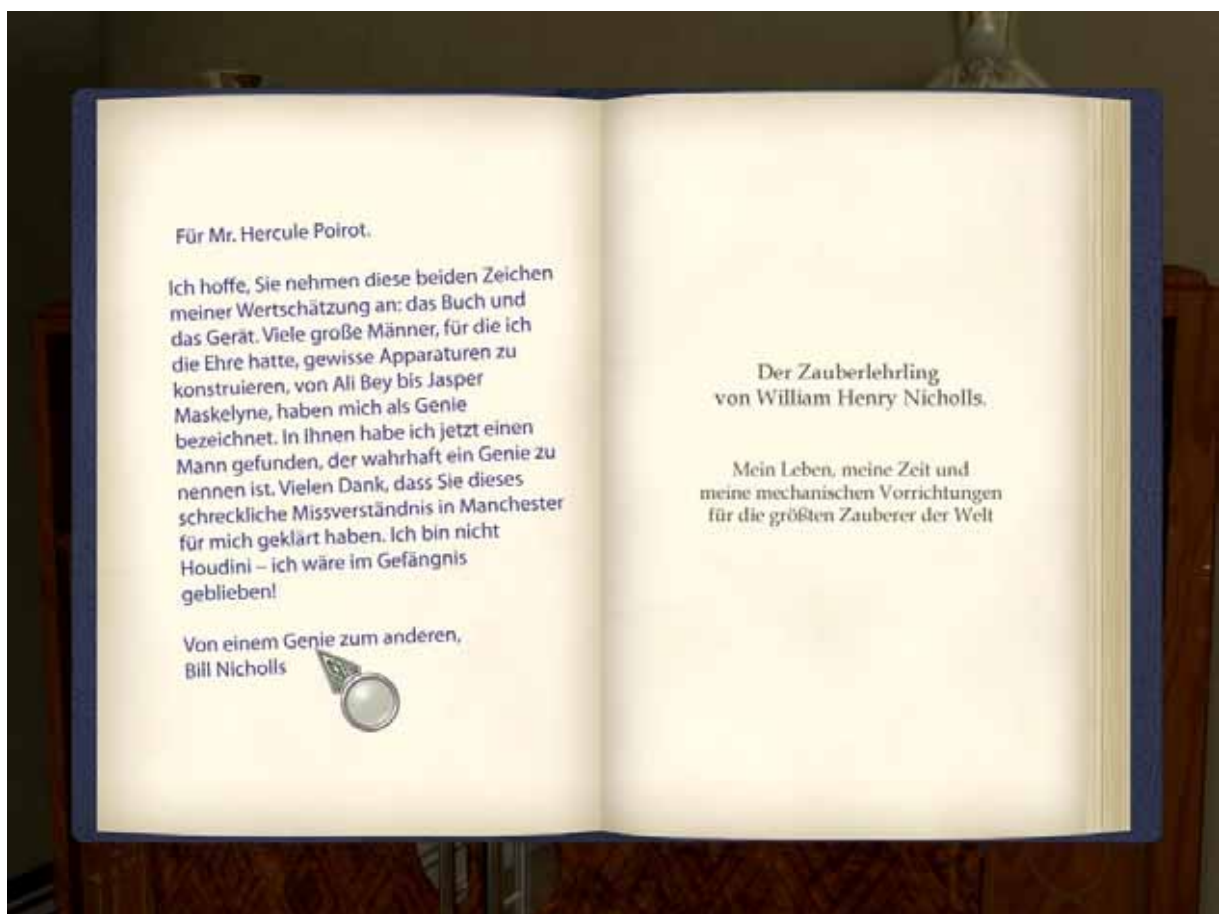 Für Mr. Hercule Poirot.
Ich hoffe, Sie nehmen diese beiden Zeichen
meiner Wertschätzung an: das Buch und
das Gerät. Viele große Männer, für die ich
die Ehre hatte, gewisse Apparaturen zu
konstruieren, von Ali Bey bis Jasper
Maskelyne, haben mich als Genie
bezeichnet. In Ihnen habe ich jetzt einen
Mann gefunden, der wahrhaft ein Genie zu
nennen ist. Vielen Dank, dass Sie dieses
schreckliche Missverständnis in Manchester
für mich geklärt haben. Ich bin nicht
Houdini – ich wäre im Gefängnis
geblieben!
Von einem Genie zum anderen,
Bill Nicholls
Der Zauberlehrling
von William Henry Nicholls.
Mein Leben, meine Zeit und
meine mechanischen Vorrichtungen
für die größten Zauberer der Welt